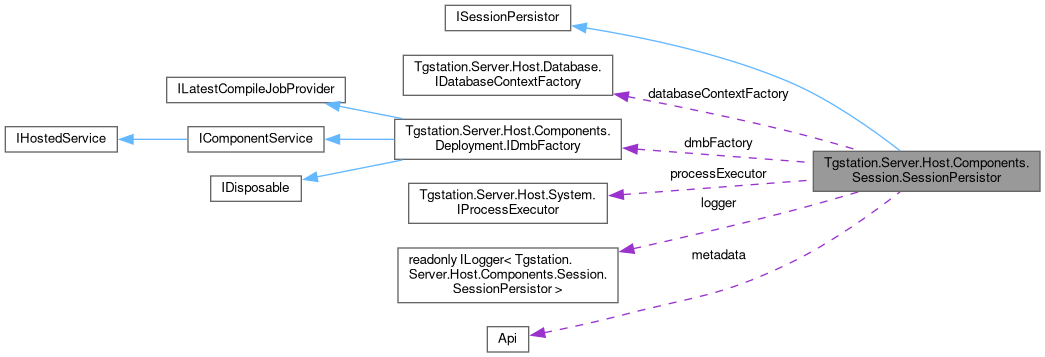 ISessionPersistor
Tgstation.Server.Host.Database.
IDatabaseContextFactory
databaseContextFactory
ILatestCompileJobProvider
IHostedService
IComponentService
Tgstation.Server.Host.Components.
Deployment.IDmbFactory
dmbFactory
Tgstation.Server.Host.Components.
Session.SessionPersistor
IDisposable
processExecutor
Tgstation.Server.Host.System.
IProcessExecutor
logger
readonly ILogger< Tgstation.
Server.Host.Components.Session.
SessionPersistor >
metadata
Api